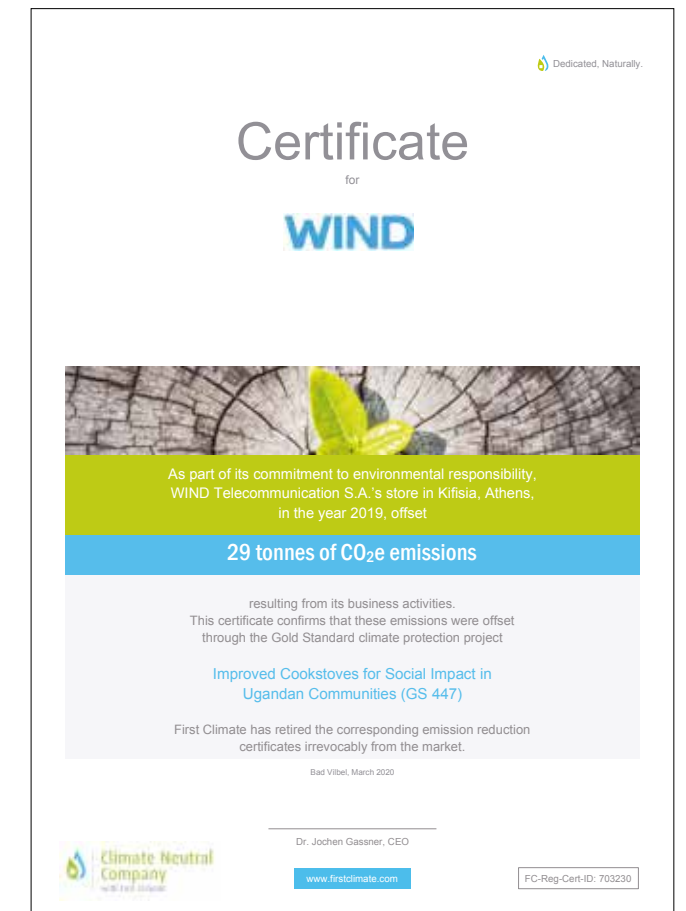 Dedicated, Naturally.
Certificate
for
WIND
As part of its commitment to environmental responsibility,
WIND Telecommunication S.A.'s store in Kifisia, Athens,
in the year 2019, offset
29 tonnes of CO₂e emissions
resulting from its business activities.
This certificate confirms that these emissions were offset
through the Gold Standard climate protection project
Improved Cookstoves for Social Impact in
Ugandan Communities (GS 447)
First Climate has retired the corresponding emission reduction
certificates irrevocably from the market.
Bad Vilbel, March 2020
Dr. Jochen Gassner, CEO
Climate Neutral
Company
with first climate
www.firstclimate.com
FC-Reg-Cert-ID: 703230